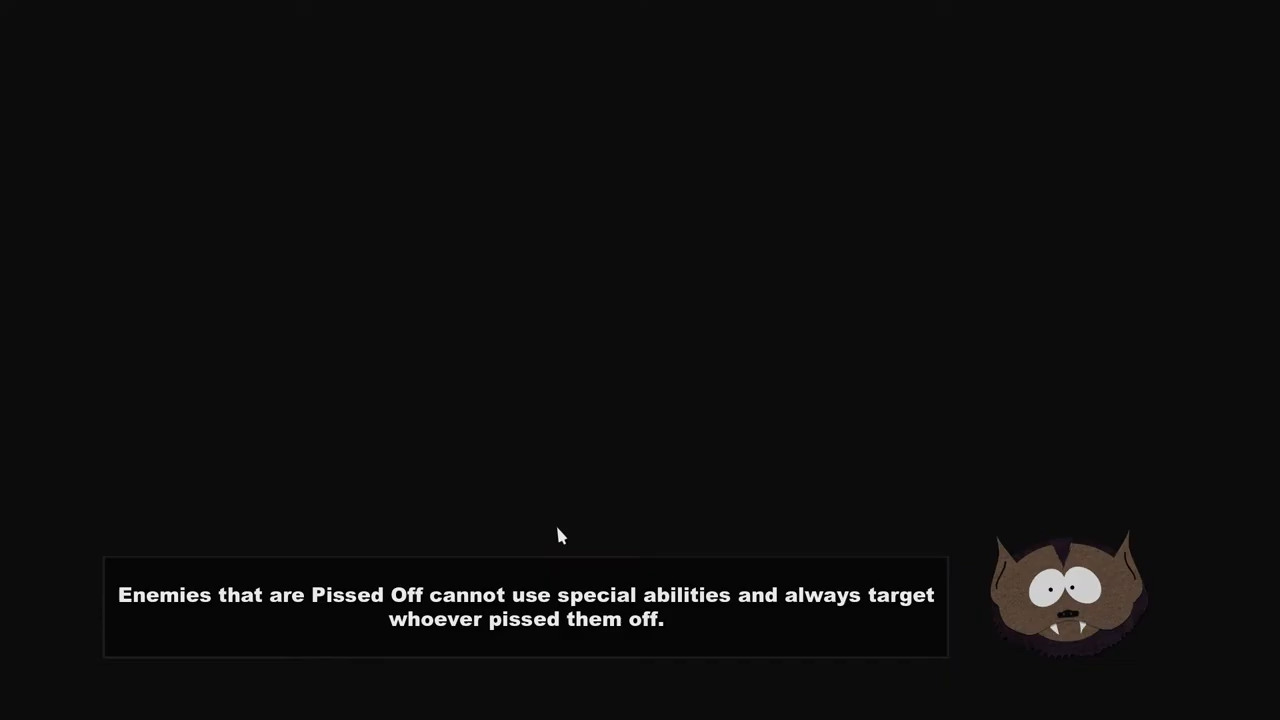 Enemies that are Pissed Off cannot use special abilities and always target
whoever pissed them off.